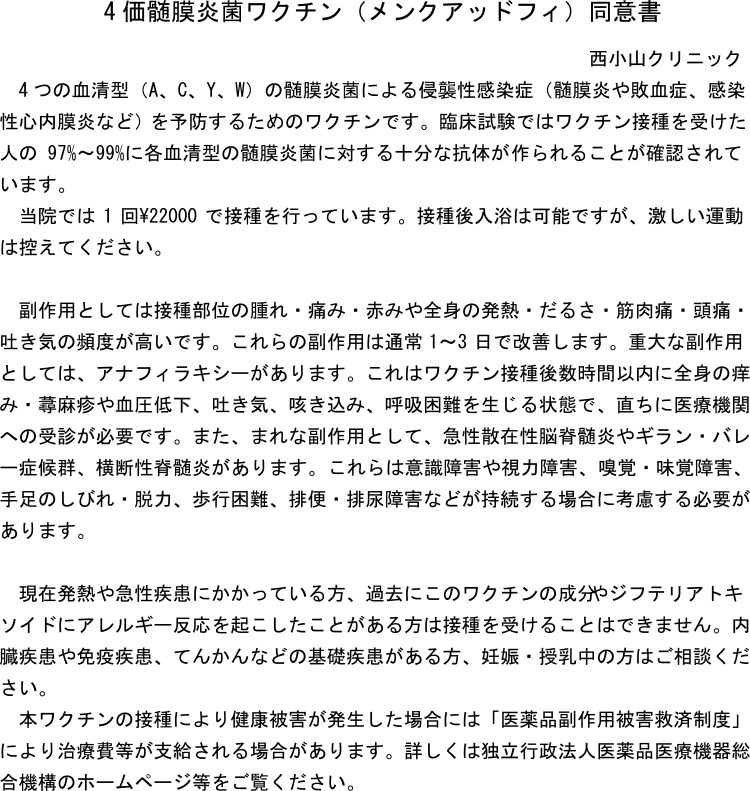 4価髄膜炎菌ワクチン（メンクアッドフィ）同意書
西小山クリニック
4つの血清型（A、C、Y、W）の髄膜炎菌による侵襲性感染症（髄膜炎や敗血症、感染
性心内膜炎など）を予防するためのワクチンです。臨床試験ではワクチン接種を受けた
人の 97%～99%に各血清型の髄膜炎菌に対する十分な抗体が作られることが確認されて
います。
当院では 1 回¥22000 で接種を行っています。接種後入浴は可能ですが、激しい運動
は控えてください。
副作用としては接種部位の腫れ・痛み・赤みや全身の発熱・だるさ・筋肉痛・頭痛・
吐き気の頻度が高いです。これらの副作用は通常 1～3 日で改善します。重大な副作用
としては、アナフィラキシーがあります。これはワクチン接種後数時間以内に全身の痒
み・蕁麻疹や血圧低下、吐き気、咳き込み、呼吸困難を生じる状態で、直ちに医療機関
への受診が必要です。また、まれな副作用として、急性散在性脳脊髄炎やギラン・バレ
ー症候群、横断性脊髄炎があります。これらは意識障害や視力障害、嗅覚・味覚障害、
手足のしびれ・脱力、歩行困難、排便・排尿障害などが持続する場合に考慮する必要が
あります。
現在発熱や急性疾患にかかっている方、過去にこのワクチンの成分やジフテリアトキ
ソイドにアレルギー反応を起こしたことがある方は接種を受けることはできません。内
臓疾患や免疫疾患、てんかんなどの基礎疾患がある方、妊娠・授乳中の方はご相談くだ
さい。
本ワクチンの接種により健康被害が発生した場合には「医薬品副作用被害救済制度」
により治療費等が支給される場合があります。詳しくは独立行政法人医薬品医療機器総
合機構のホームページ等をご覧ください。